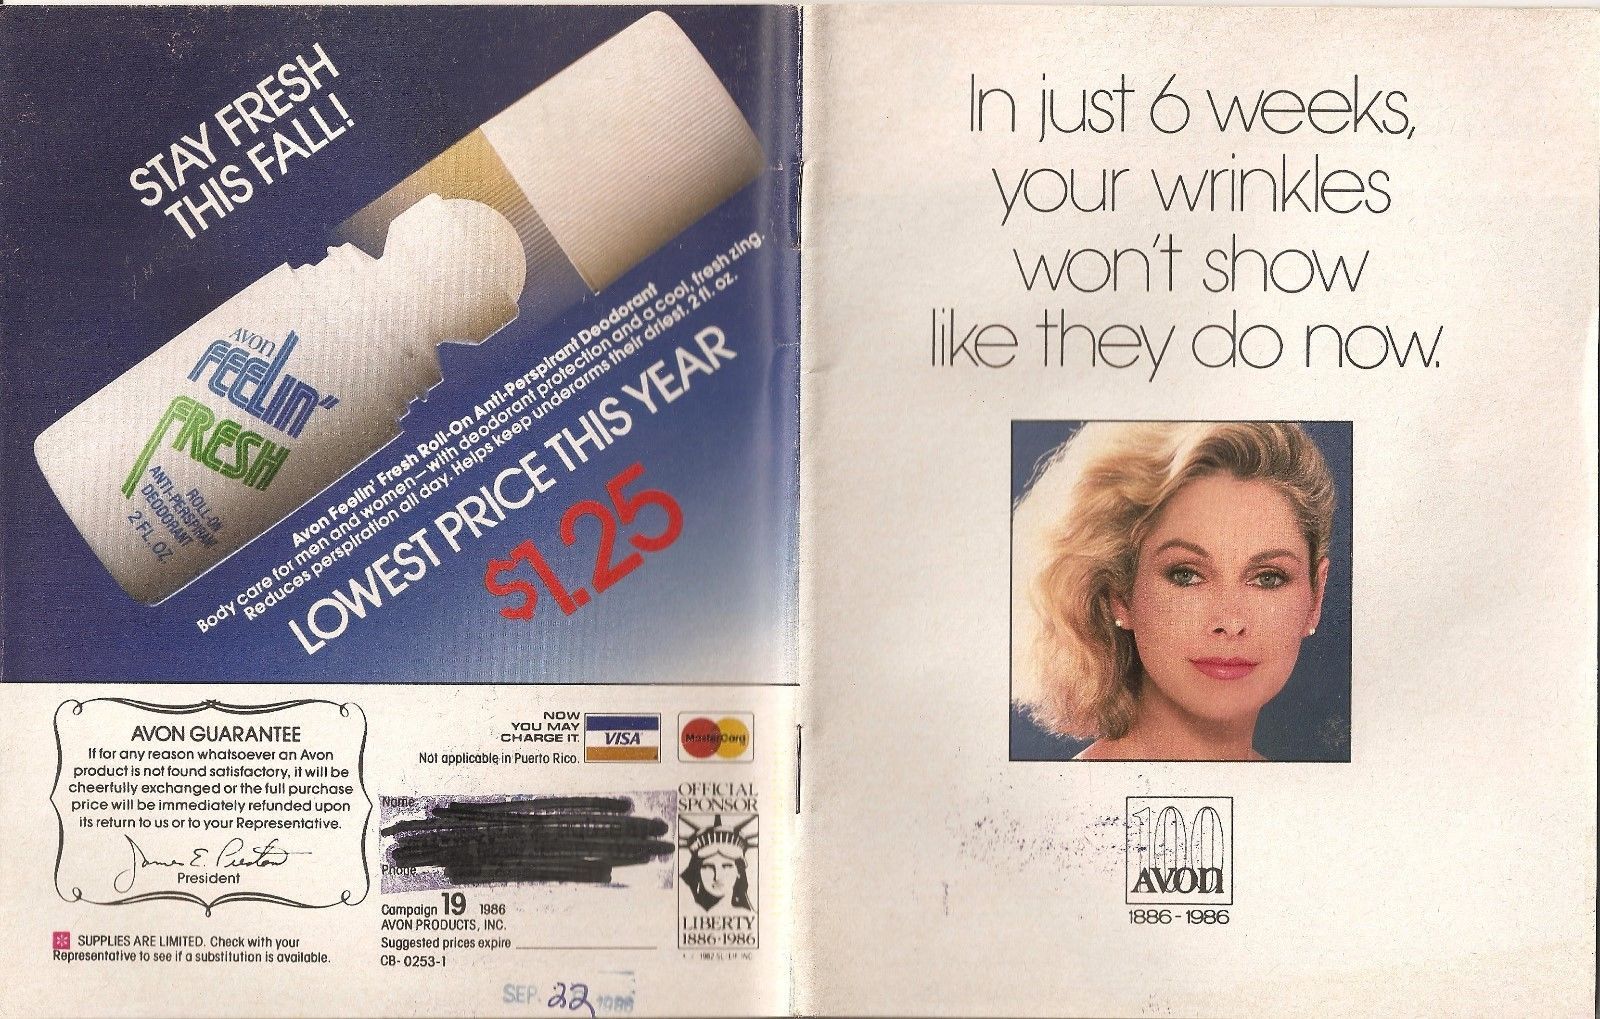 STAY FRESH
THIS FALL!
AVON
FEELIN'
FRESH
ROLL-ON
ANTI-PERSPIRANT
DEODORANT
2 FL. OZ.
Avon Feelin' Fresh Roll-On Anti-Perspirant Deodorant
Body care for men and women—with deodorant protection and a cool, fresh zing.
Reduces perspiration all day. Helps keep underarms their driest. 2 fl. oz.
LOWEST PRICE THIS YEAR
$1.25
AVON GUARANTEE
If for any reason whatsoever an Avon
product is not found satisfactory, it will be
cheerfully exchanged or the full purchase
price will be immediately refunded upon
its return to us or to your Representative.
James E. Preston
President
SUPPLIES ARE LIMITED. Check with your
Representative to see if a substitution is available.
NOW
YOU MAY
CHARGE IT.
Not applicable in Puerto Rico.
VISA
MasterCard
Name
Phone
Campaign 19 1986
AVON PRODUCTS, INC.
Suggested prices expire
CB-0253-1
SEP. 22 1986
OFFICIAL
SPONSOR
LIBERTY
1886-1986
In just 6 weeks,
your wrinkles
won't show
like they do now.
100
AVON
1886-1986